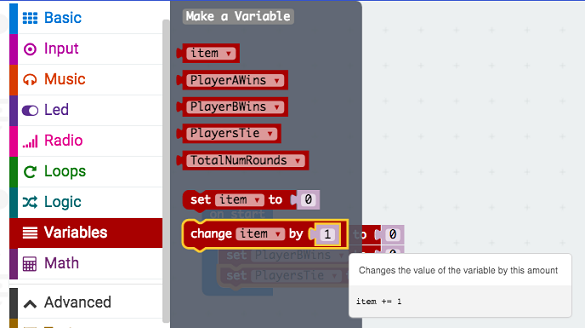 Basic
Input
Music
Led
Radio
Loops
Logic
Variables
Math
Advanced
Make a Variable
item
PlayerAWins
PlayerBWins
PlayersTie
TotalNumRounds
set item to 0
on start
change item by 1
to 0
set PlayerBWins
set PlayersTie
Changes the value of the variable by this amount
item += 1